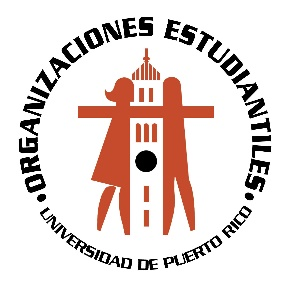 • ORGANIZACIONES ESTUDIANTILES •
UNIVERSIDAD DE PUERTO RICO